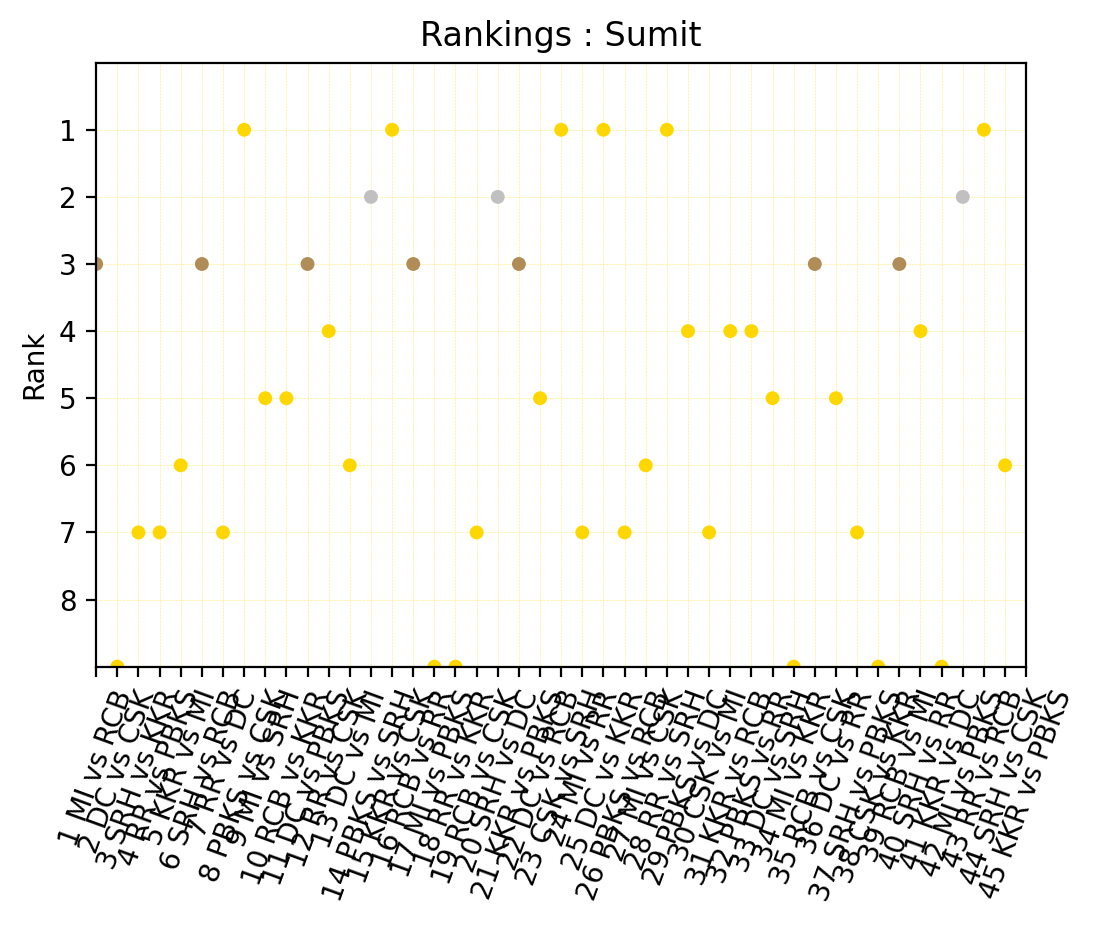 Rankings : Sumit
Rank
1
2
3
4
5
6
7
8
1 MI vs RCB
2 DC vs CSK
3 SRH vs KKR
4 RR vs PBKS
5 KKR vs MI
6 SRH vs RCB
7 RR vs DC
8 PBKS vs CSK
9 MI vs SRH
10 RCB vs KKR
11 DC vs PBKS
12 RR vs CSK
13 DC vs MI
14 PBKS vs SRH
15 KKR vs CSK
16 RCB vs RR
17 MI vs PBKS
18 RR vs KKR
19 RCB vs CSK
20 SRH vs DC
21 KKR vs PBKS
22 DC vs RCB
23 CSK vs SRH
24 MI vs RR
25 DC vs KKR
26 PBKS vs RCB
27 MI vs CSK
28 RR vs SRH
29 PBKS vs DC
30 CSK vs MI
31 KKR vs RCB
32 PBKS vs RR
33 DC vs SRH
34 MI vs KKR
35 RCB vs CSK
36 DC vs RR
37 SRH vs PBKS
38 CSK vs KKR
39 RCB vs MI
40 SRH vs RR
41 KKR vs DC
42 MI vs PBKS
43 RR vs RCB
44 SRH vs CSK
45 KKR vs PBKS